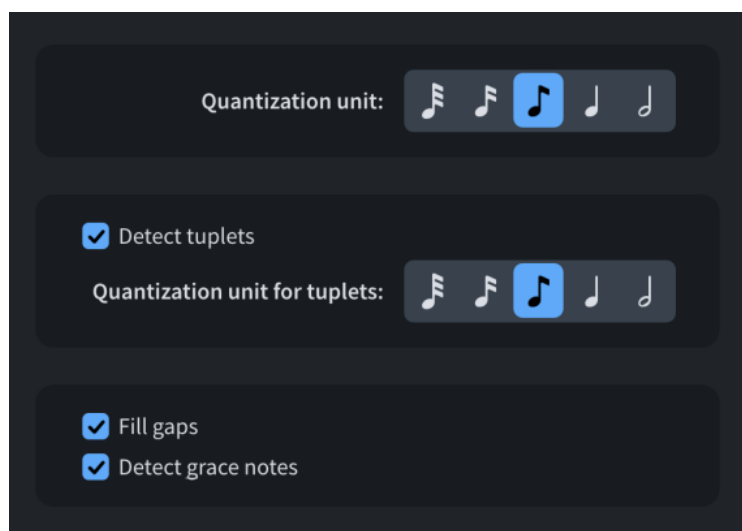 Quantization unit:
Detect tuplets
Quantization unit for tuplets:
Fill gaps
Detect grace notes